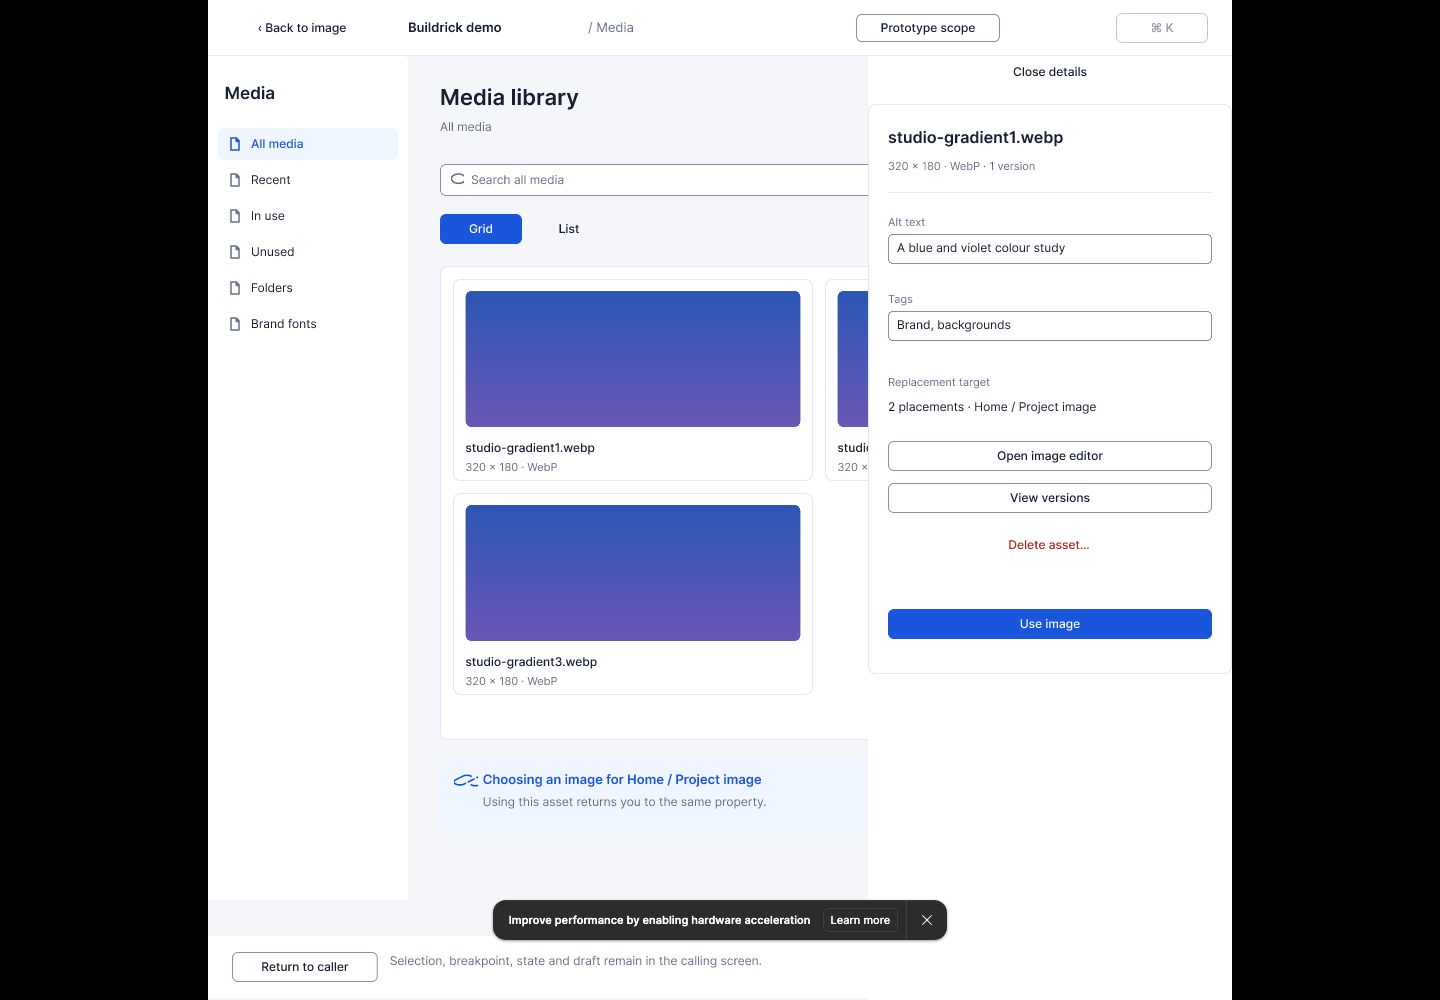 ‹ Back to image
Buildrick demo
/ Media
Prototype scope
⌘ K
Media
All media
Recent
In use
Unused
Folders
Brand fonts
Media library
All media
Search all media
Grid
List
studio-gradient1.webp
320 × 180 · WebP
studi
320 ×
studio-gradient3.webp
320 × 180 · WebP
Choosing an image for Home / Project image
Using this asset returns you to the same property.
Close details
studio-gradient1.webp
320 × 180 · WebP · 1 version
Alt text
A blue and violet colour study
Tags
Brand, backgrounds
Replacement target
2 placements · Home / Project image
Open image editor
View versions
Delete asset...
Use image
Improve performance by enabling hardware acceleration
Learn more
Return to caller
Selection, breakpoint, state and draft remain in the calling screen.